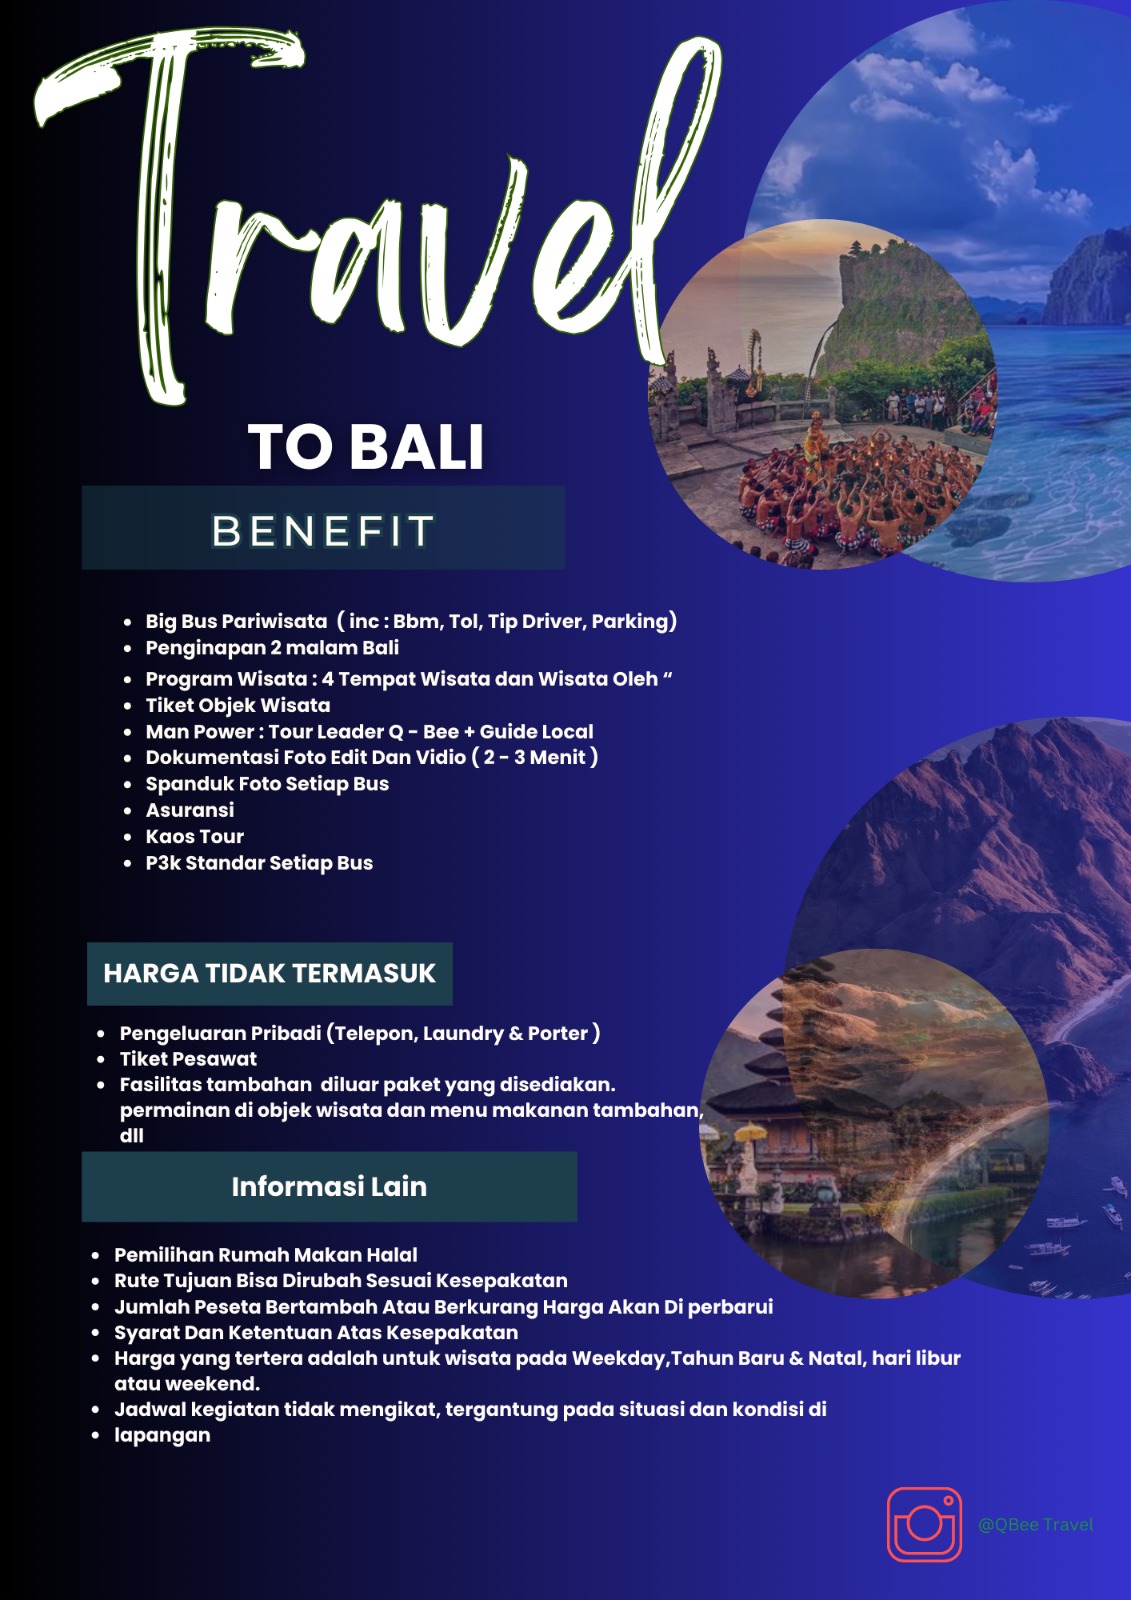 Travel
TO BALI
BENEFIT
• Big Bus Pariwisata ( inc : Bbm, Tol, Tip Driver, Parking)
• Penginapan 2 malam Bali
• Program Wisata : 4 Tempat Wisata dan Wisata Oleh “
• Tiket Objek Wisata
• Man Power : Tour Leader Q - Bee + Guide Local
• Dokumentasi Foto Edit Dan Vidio ( 2 - 3 Menit )
• Spanduk Foto Setiap Bus
• Asuransi
• Kaos Tour
• P3k Standar Setiap Bus
HARGA TIDAK TERMASUK
• Pengeluaran Pribadi (Telepon, Laundry & Porter )
• Tiket Pesawat
• Fasilitas tambahan diluar paket yang disediakan.
permainan di objek wisata dan menu makanan tambahan,
dll
Informasi Lain
• Pemilihan Rumah Makan Halal
• Rute Tujuan Bisa Dirubah Sesuai Kesepakatan
• Jumlah Peseta Bertambah Atau Berkurang Harga Akan Di perbarui
• Syarat Dan Ketentuan Atas Kesepakatan
• Harga yang tertera adalah untuk wisata pada Weekday,Tahun Baru & Natal, hari libur
atau weekend.
• Jadwal kegiatan tidak mengikat, tergantung pada situasi dan kondisi di
• lapangan
@QBee Travel